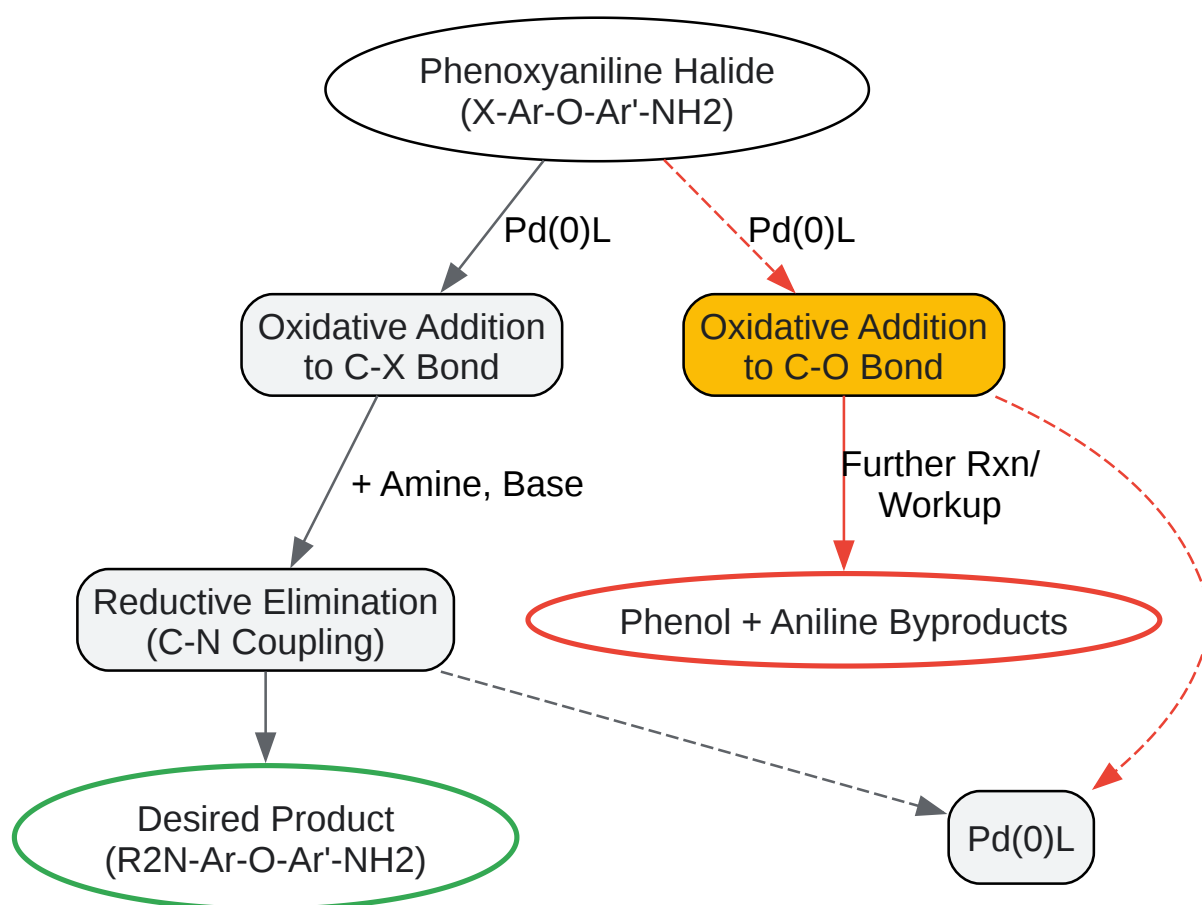 Phenoxyaniline Halide
(X-Ar-O-Ar'-NH2)
Pd(0)L
Pd(0)L
Oxidative Addition
to C-X Bond
Oxidative Addition
to C-O Bond
+ Amine, Base
Further Rxn/
Workup
Reductive Elimination
(C-N Coupling)
Phenol + Aniline Byproducts
Desired Product
(R2N-Ar-O-Ar'-NH2)
Pd(0)L